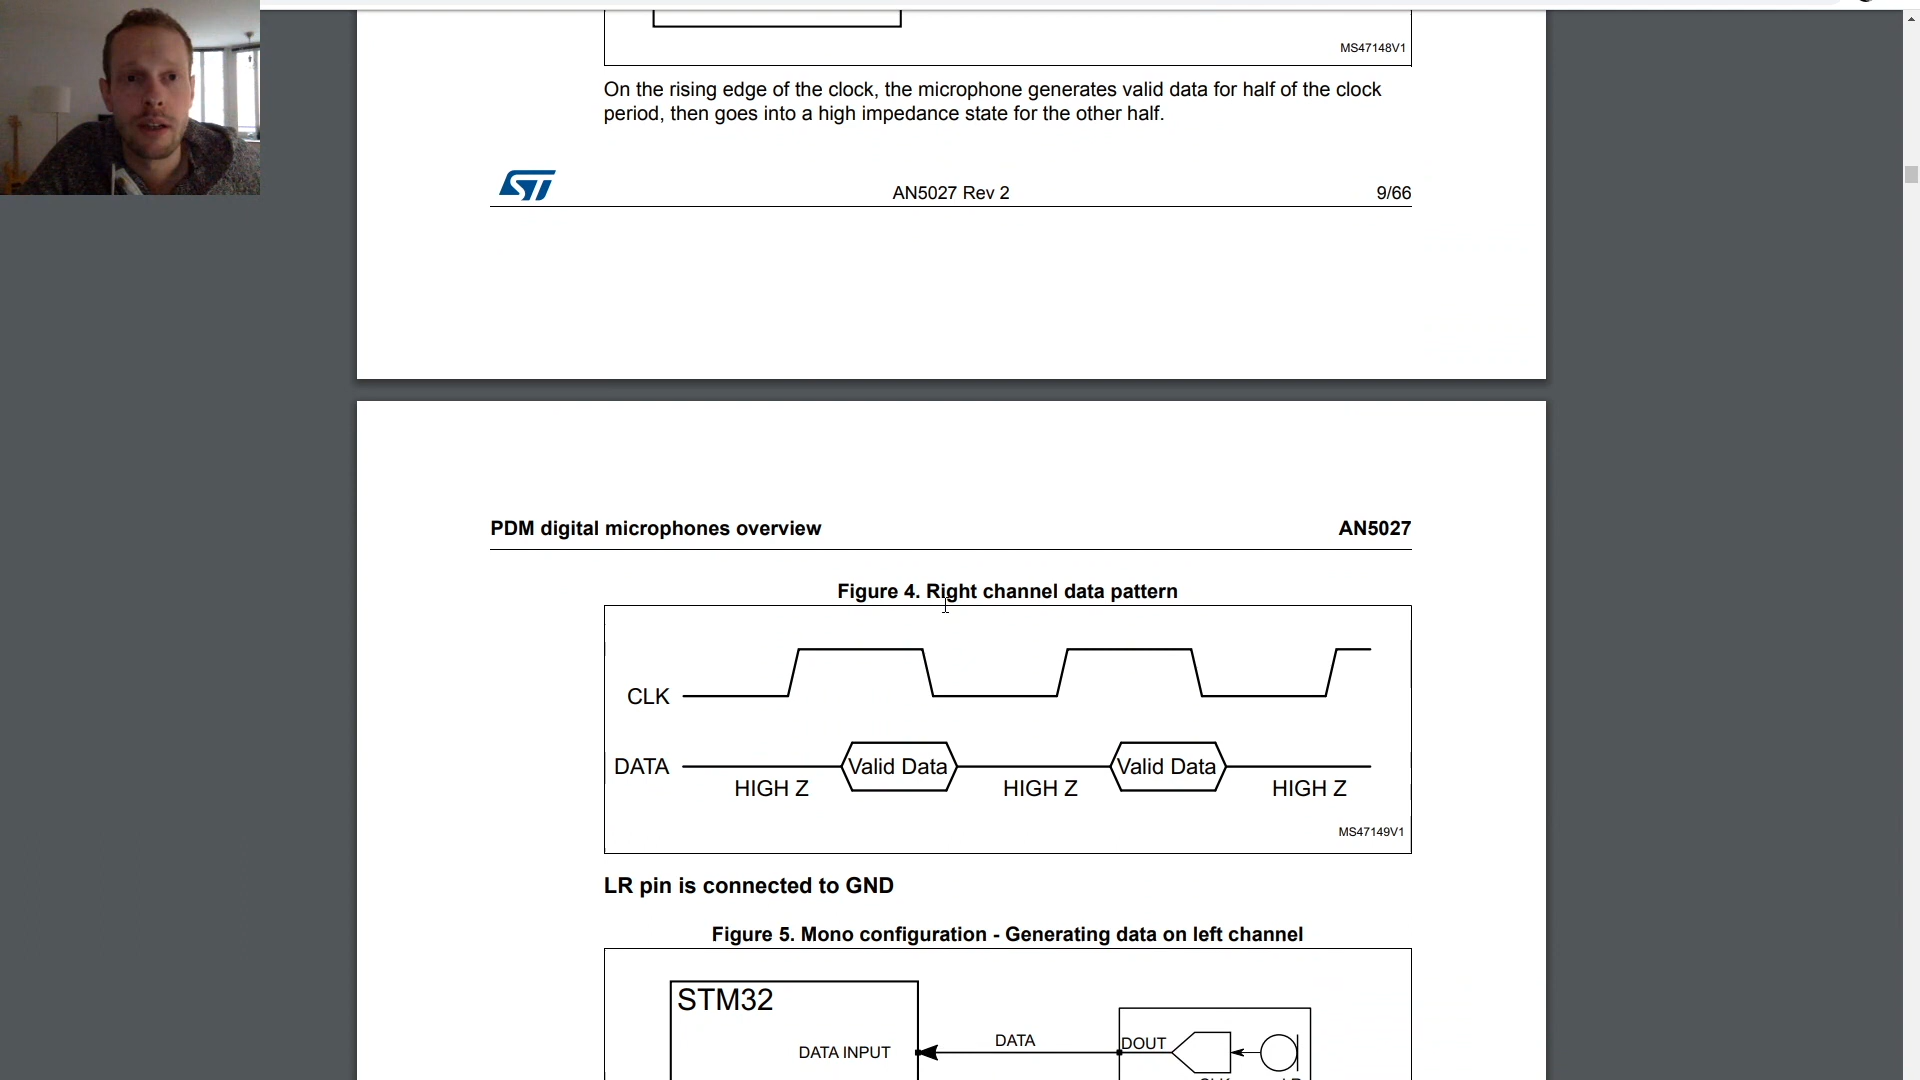 MS47148V1
On the rising edge of the clock, the microphone generates valid data for half of the clock
period, then goes into a high impedance state for the other half.
ST
AN5027 Rev 2
9/66
PDM digital microphones overview
AN5027
Figure 4. Right channel data pattern
CLK
DATA
Valid Data
Valid Data
HIGH Z
HIGH Z
HIGH Z
MS47149V1
LR pin is connected to GND
Figure 5. Mono configuration - Generating data on left channel
STM32
DATA
DOUT
DATA INPUT